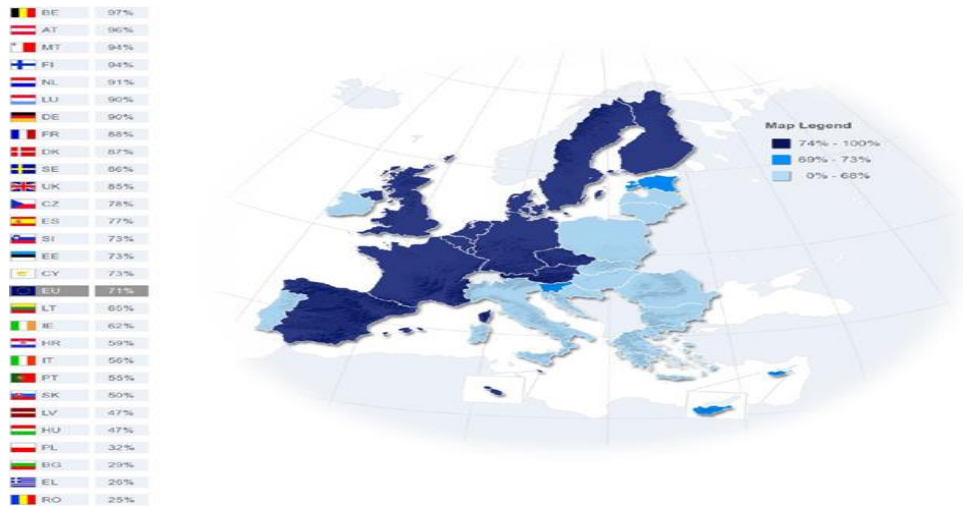 BE 97%
AT 96%
MT 94%
FI 94%
NL 91%
LU 90%
DE 90%
FR 88%
DK 87%
SE 86%
UK 85%
CZ 78%
ES 77%
SI 73%
EE 73%
CY 73%
EU 71%
LT 65%
IE 62%
HR 59%
IT 56%
PT 55%
SK 50%
LV 47%
HU 47%
PL 32%
BG 29%
EL 26%
RO 25%
Map Legend
74% - 100%
69% - 73%
0% - 68%